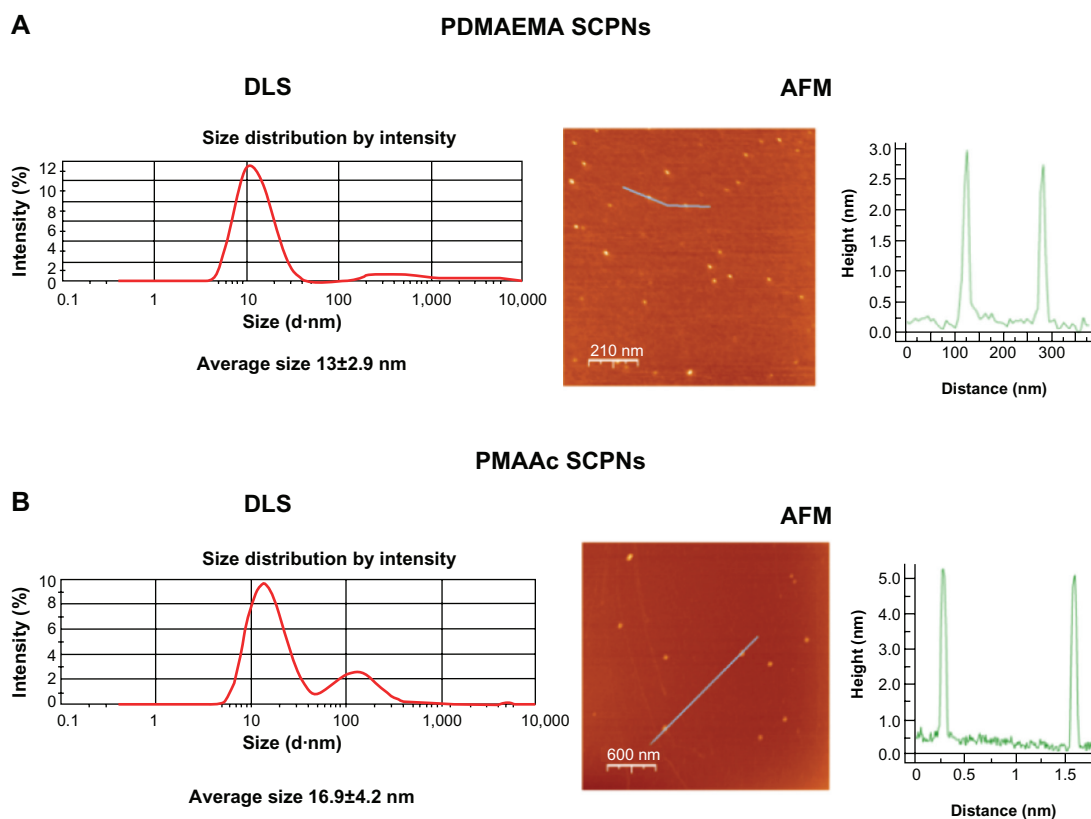 A
PDMAEMA SCPNs
DLS
AFM
Size distribution by intensity
Intensity (%)
12
10
8
6
4
2
0
0.1 1 10 100 1,000 10,000
Size (d·nm)
Average size 13±2.9 nm
210 nm
Height (nm)
3.0
2.5
2.0
1.5
1.0
0.5
0.0
0 100 200 300
Distance (nm)
PMAAc SCPNs
B
DLS
AFM
Size distribution by intensity
Intensity (%)
10
8
6
4
2
0
0.1 1 10 100 1,000 10,000
Size (d·nm)
Average size 16.9±4.2 nm
600 nm
Height (nm)
5.0
4.0
3.0
2.0
1.0
0.0
0 0.5 1 1.5
Distance (nm)